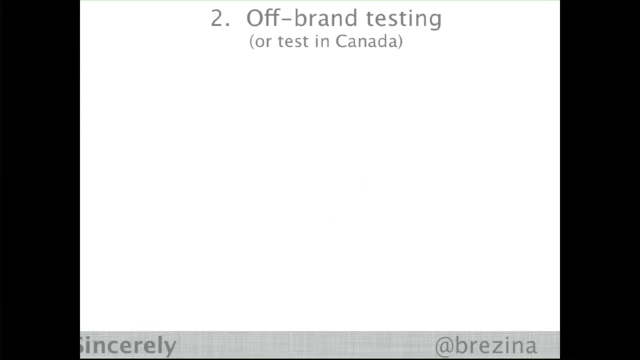 2. Off-brand testing
(or test in Canada)
Sincerely
@brezina